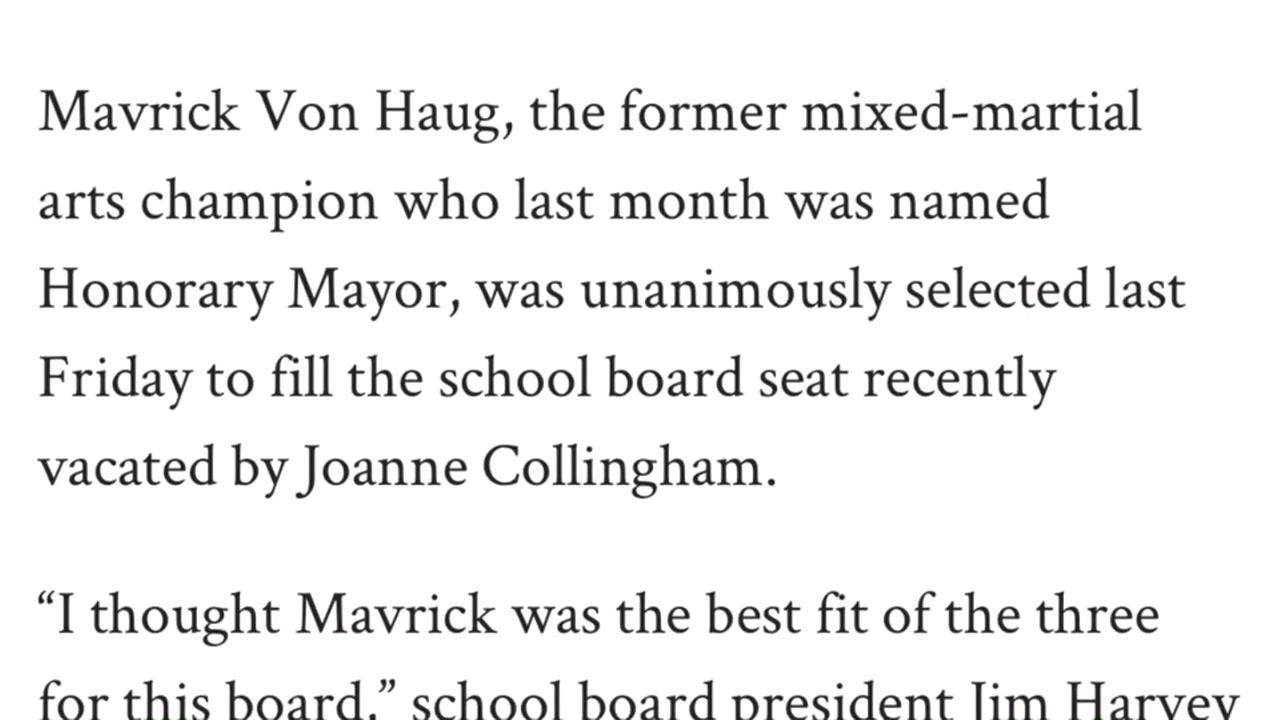 Mavrick Von Haug, the former mixed-martial
arts champion who last month was named
Honorary Mayor, was unanimously selected last
Friday to fill the school board seat recently
vacated by Joanne Collingham.
“I thought Mavrick was the best fit of the three
for this board,” school board president Jim Harvey